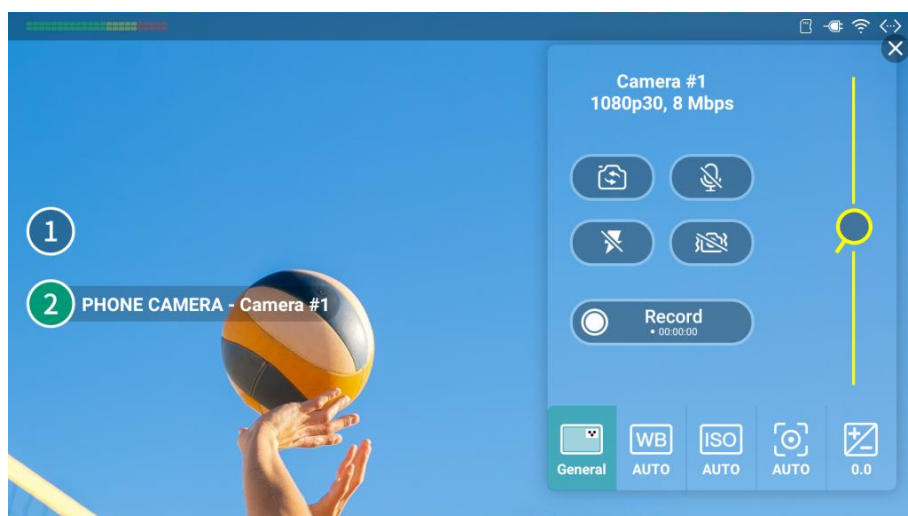 Camera #1
1080p30, 8 Mbps
1
2 PHONE CAMERA - Camera #1
Record
• 00:00:00
General
WB
AUTO
ISO
AUTO
AUTO
0.0